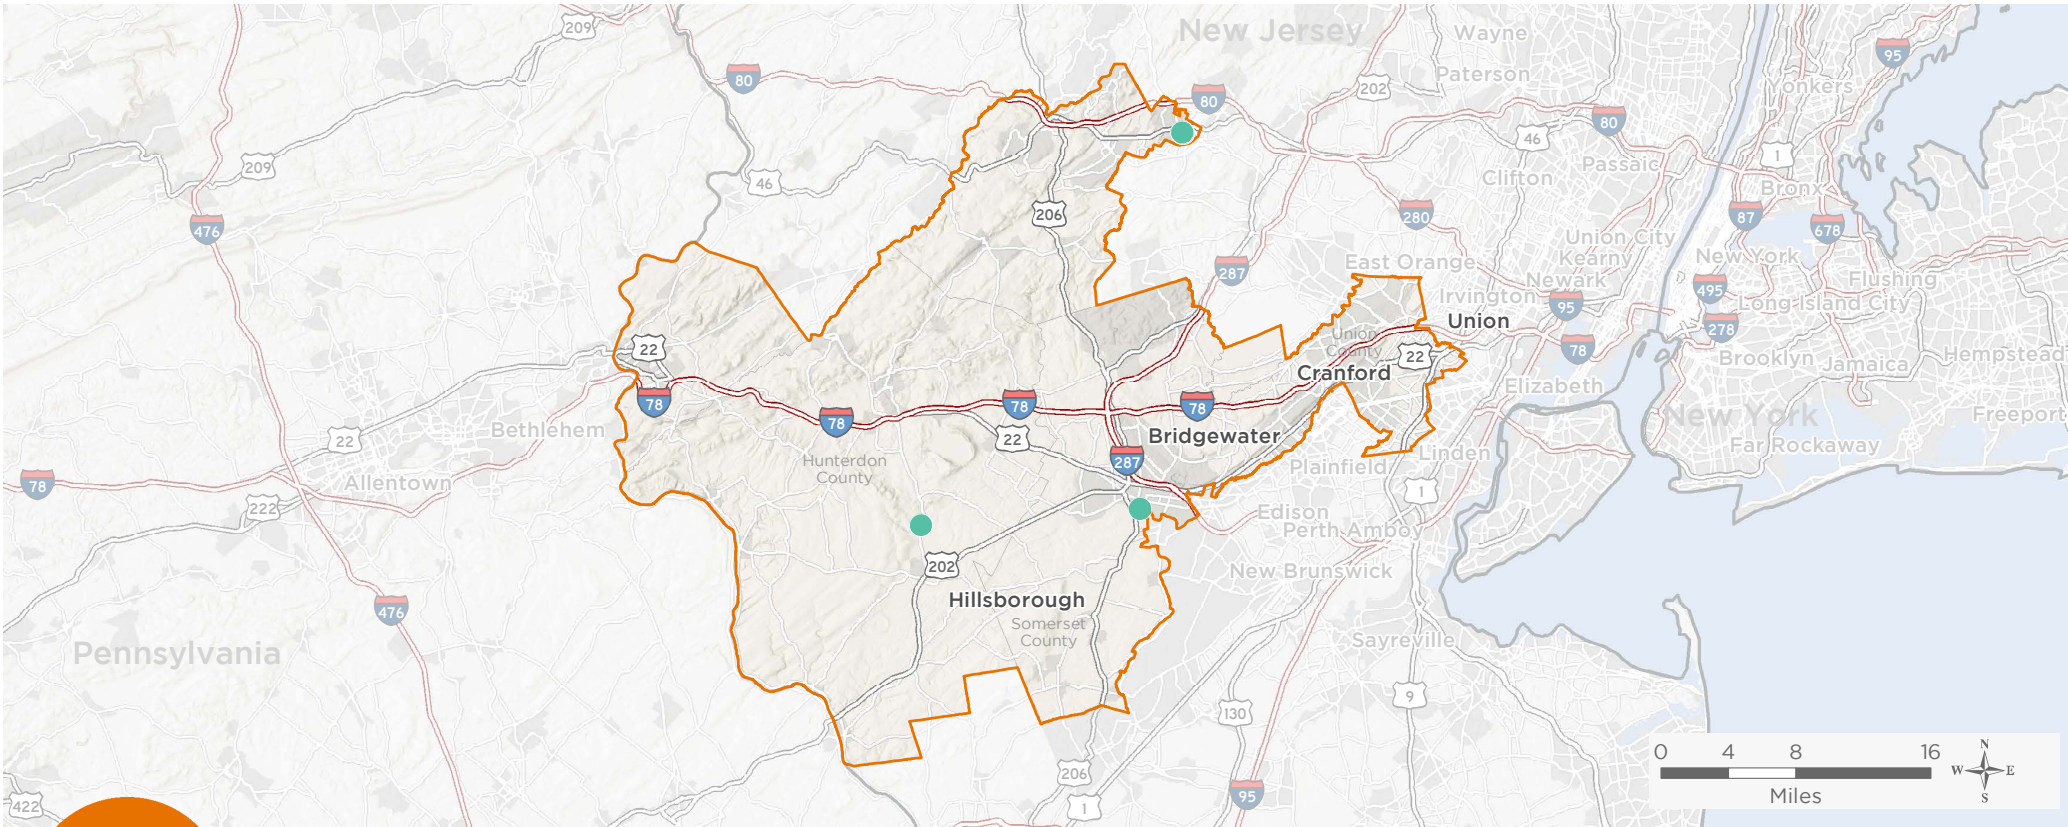 New Jersey
209
Wayne
95
80
Paterson
202
Yonkers
80
80
46
Passaic
1
209
46
Clifton
Bronx
206
280
87
678
476
Union City
Kearny
New York
East Orange
287
Newark
Flushing
495
Irvington
95
Long Island City
Union
278
Union
County
22
22
78
Brooklyn
Jamaica
Hempstead
Cranford
Elizabeth
78
78
78
78
New York
Freeport
Bethlehem
22
22
Bridgewater
Far Rockaway
Linden
287
Plainfield
Hunterdon
County
78
Allentown
1
222
Edison
Perth Amboy
202
New Brunswick
Hillsborough
476
Somerset
County
Sayreville
Pennsylvania
9
130
0 4 8 16
Miles
N
W E
S
206
95
422
1